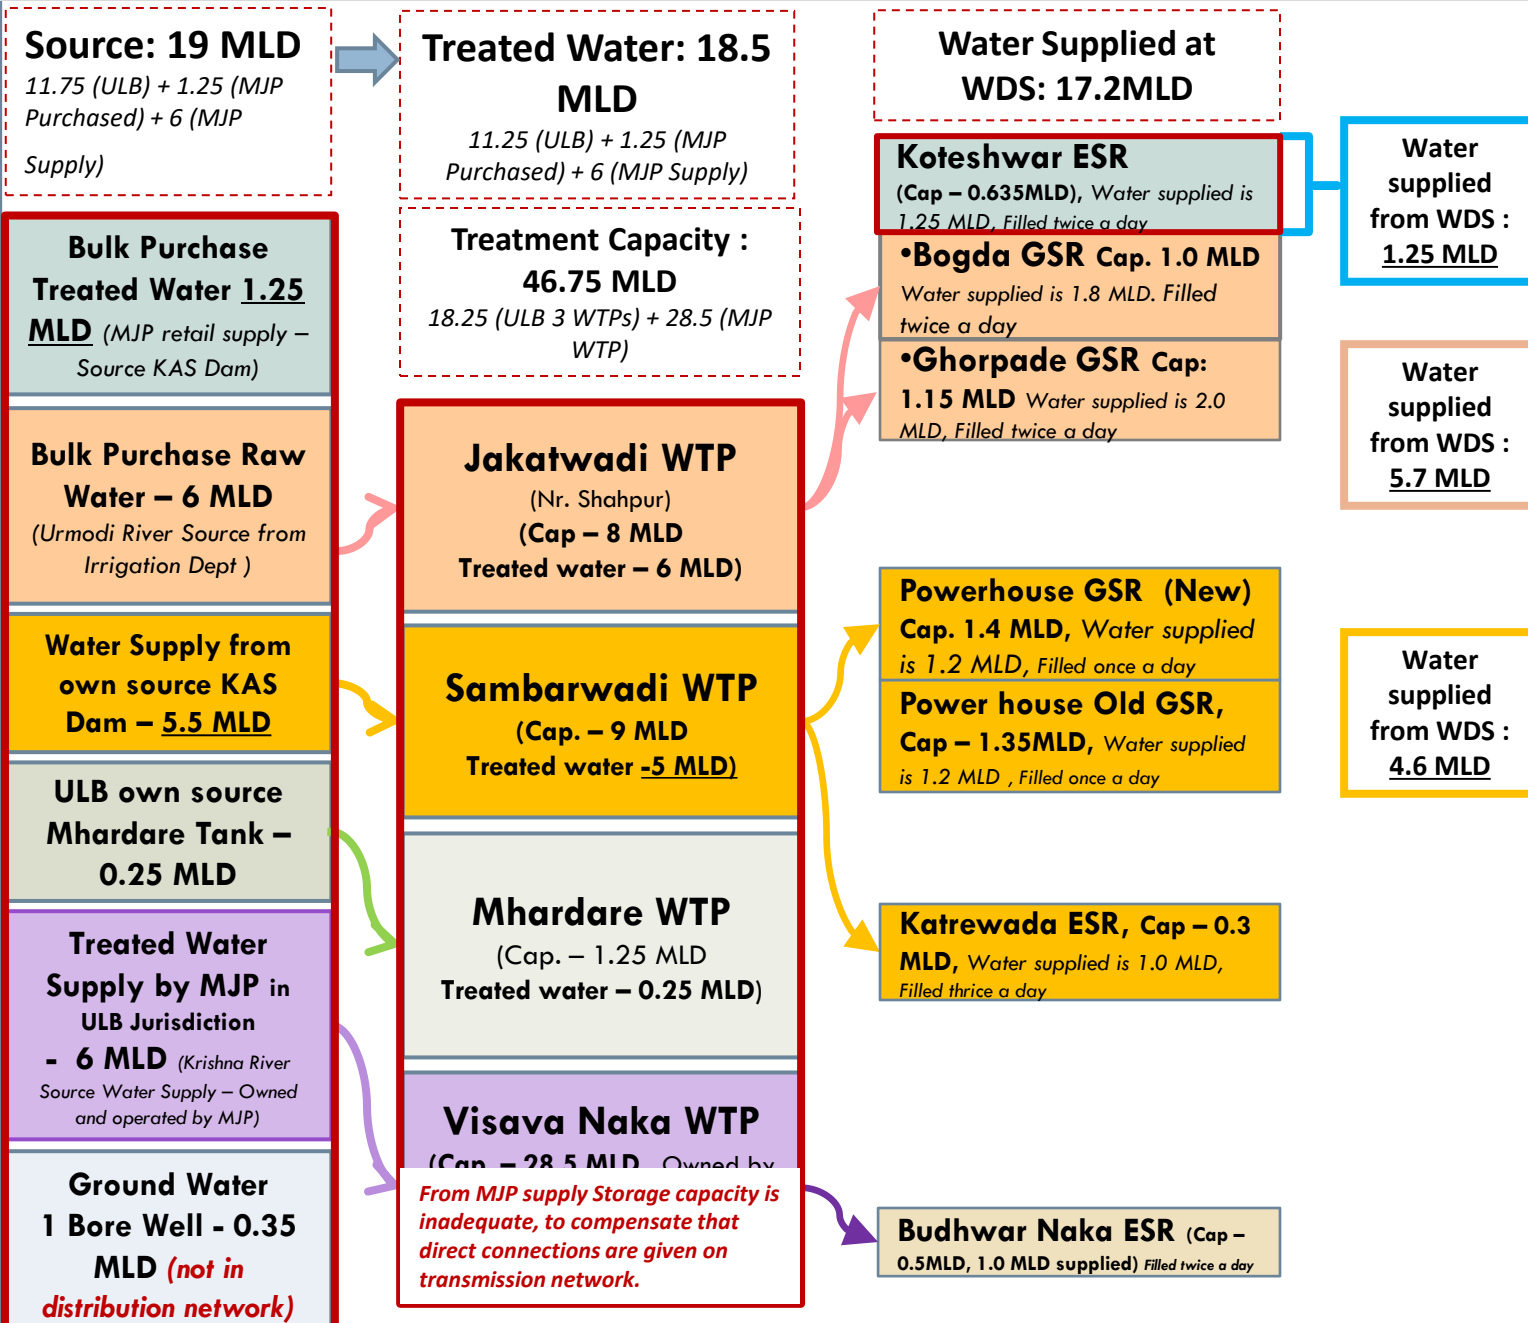 Source: 19 MLD
11.75 (ULB) + 1.25 (MJP
Purchased) + 6 (MJP
Supply)
Treated Water: 18.5
MLD
11.25 (ULB) + 1.25 (MJP
Purchased) + 6 (MJP Supply)
Water Supplied at
WDS: 17.2MLD
Treatment Capacity :
46.75 MLD
18.25 (ULB 3 WTPs) + 28.5 (MJP
WTP)
Bulk Purchase
Treated Water 1.25
MLD (MJP retail supply –
Source KAS Dam)
Bulk Purchase Raw
Water – 6 MLD
(Urmodi River Source from
Irrigation Dept )
Water Supply from
own source KAS
Dam – 5.5 MLD
ULB own source
Mhardare Tank –
0.25 MLD
Treated Water
Supply by MJP in
ULB Jurisdiction
- 6 MLD (Krishna River
Source Water Supply – Owned
and operated by MJP)
Ground Water
1 Bore Well - 0.35
MLD (not in
distribution network)
Jakatwadi WTP
(Nr. Shahpur)
(Cap – 8 MLD
Treated water – 6 MLD)
Sambarwadi WTP
(Cap. – 9 MLD
Treated water -5 MLD)
Mhardare WTP
(Cap. – 1.25 MLD
Treated water – 0.25 MLD)
Visava Naka WTP
(Cap. – 28.5 MLD Owned by
From MJP supply Storage capacity is
inadequate, to compensate that
direct connections are given on
transmission network.
Koteshwar ESR
(Cap – 0.635MLD), Water supplied is
1.25 MLD, Filled twice a day
•Bogda GSR Cap. 1.0 MLD
Water supplied is 1.8 MLD. Filled
twice a day
•Ghorpade GSR Cap:
1.15 MLD Water supplied is 2.0
MLD, Filled twice a day
Powerhouse GSR (New)
Cap. 1.4 MLD, Water supplied
is 1.2 MLD, Filled once a day
Power house Old GSR,
Cap – 1.35MLD, Water supplied
is 1.2 MLD , Filled once a day
Katrewada ESR, Cap – 0.3
MLD, Water supplied is 1.0 MLD,
Filled thrice a day
Budhwar Naka ESR (Cap –
0.5MLD, 1.0 MLD supplied) Filled twice a day
Water
supplied
from WDS :
1.25 MLD
Water
supplied
from WDS :
5.7 MLD
Water
supplied
from WDS :
4.6 MLD